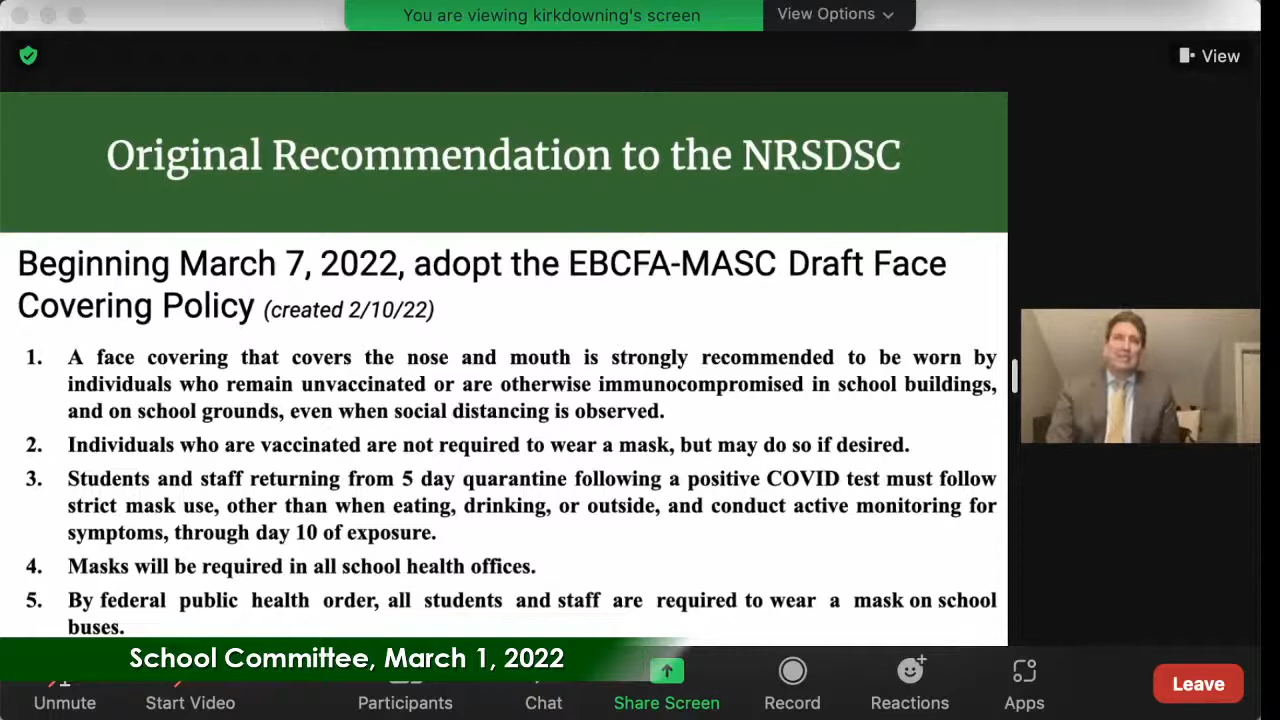 You are viewing kirkdowning's screen
View Options
View
Original Recommendation to the NRSDSC
Beginning March 7, 2022, adopt the EBCFA-MASC Draft Face
Covering Policy (created 2/10/22)
1. A face covering that covers the nose and mouth is strongly recommended to be worn by
individuals who remain unvaccinated or are otherwise immunocompromised in school buildings,
and on school grounds, even when social distancing is observed.
2. Individuals who are vaccinated are not required to wear a mask, but may do so if desired.
3. Students and staff returning from 5 day quarantine following a positive COVID test must follow
strict mask use, other than when eating, drinking, or outside, and conduct active monitoring for
symptoms, through day 10 of exposure.
4. Masks will be required in all school health offices.
5. By federal public health order, all students and staff are required to wear a mask on school
buses.
School Committee, March 1, 2022
Unmute
Start Video
Participants
Chat
Share Screen
Record
Reactions
Apps
Leave